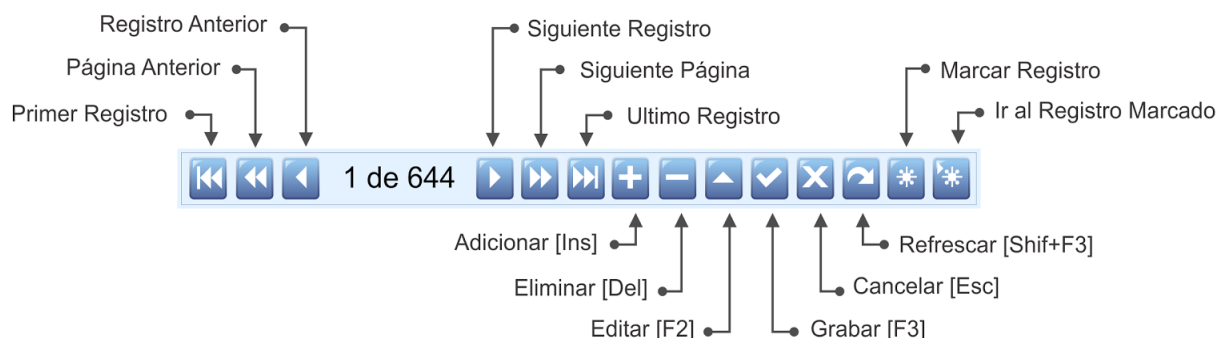 Registro Anterior
Siguiente Registro
Página Anterior
Siguiente Página
Marcar Registro
Primer Registro
Ultimo Registro
Ir al Registro Marcado
1 de 644
Adicionar [Ins]
Refrescar [Shif+F3]
Eliminar [Del]
Cancelar [Esc]
Editar [F2]
Grabar [F3]